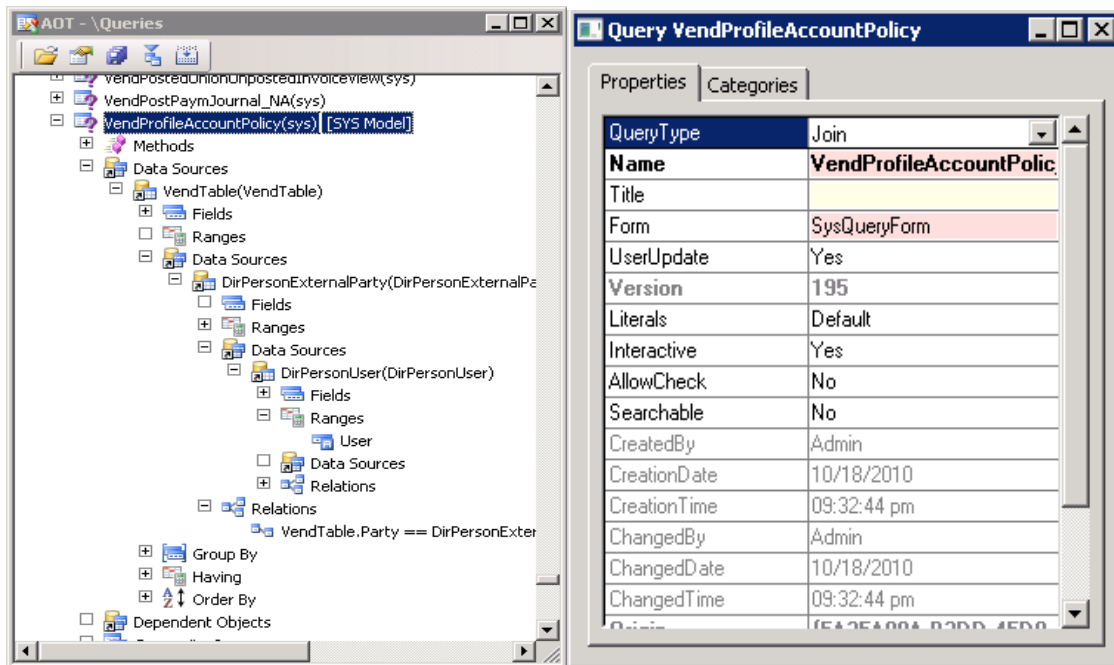 AOT - \Queries
VendPostedUnionUnpostedInvoiceView(sys)
VendPostPaymJournal_NA(sys)
VendProfileAccountPolicy(sys) [SYS Model]
Methods
Data Sources
VendTable(VendTable)
Fields
Ranges
Data Sources
DirPersonExternalParty(DirPersonExternalPa
Fields
Ranges
Data Sources
DirPersonUser(DirPersonUser)
Fields
Ranges
User
Data Sources
Relations
Relations
VendTable.Party == DirPersonExter
Group By
Having
Order By
Dependent Objects
Query VendProfileAccountPolicy
Properties Categories
QueryType Join
Name VendProfileAccountPolic
Title
Form SysQueryForm
UserUpdate Yes
Version 195
Literals Default
Interactive Yes
AllowCheck No
Searchable No
CreatedBy Admin
CreationDate 10/18/2010
CreationTime 09:32:44 pm
ChangedBy Admin
ChangedDate 10/18/2010
ChangedTime 09:32:44 pm
Origin